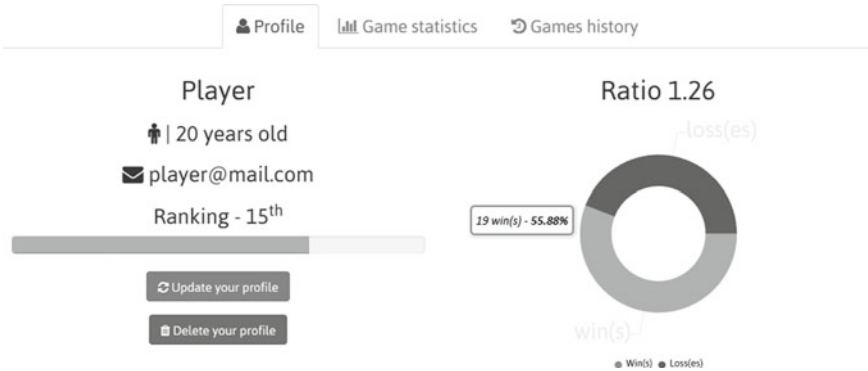 Profile
Game statistics
Games history
Player
| 20 years old
player@mail.com
Ranking - 15th
Update your profile
Delete your profile
Ratio 1.26
loss(es)
19 win(s) - 55.88%
win(s)
Win(s) Loss(es)